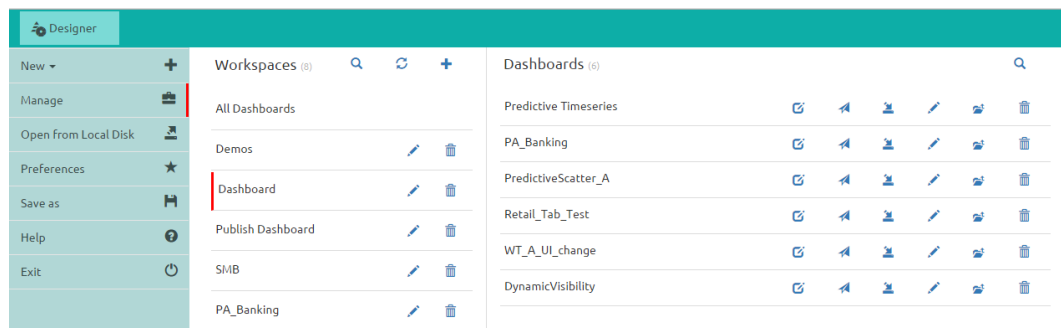 Designer
New
Manage
Open from Local Disk
Preferences
Save as
Help
Exit
Workspaces (8)
All Dashboards
Demos
Dashboard
Publish Dashboard
SMB
PA_Banking
Dashboards (6)
Predictive Timeseries
PA_Banking
PredictiveScatter_A
Retail_Tab_Test
WT_A_UI_change
DynamicVisibility